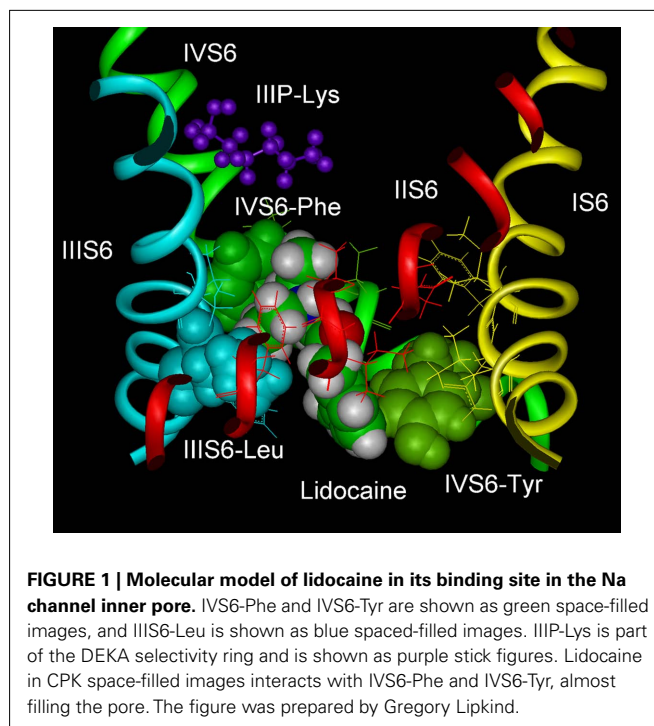 IVS6
IIIP-Lys
IVS6-Phe
IIS6
IS6
IIIS6
IIIS6-Leu
Lidocaine
IVS6-Tyr
FIGURE 1 | Molecular model of lidocaine in its binding site in the Na
channel inner pore. IVS6-Phe and IVS6-Tyr are shown as green space-filled
images, and IIIS6-Leu is shown as blue spaced-filled images. IIIP-Lys is part
of the DEKA selectivity ring and is shown as purple stick figures. Lidocaine
in CPK space-filled images interacts with IVS6-Phe and IVS6-Tyr, almost
filling the pore. The figure was prepared by Gregory Lipkind.